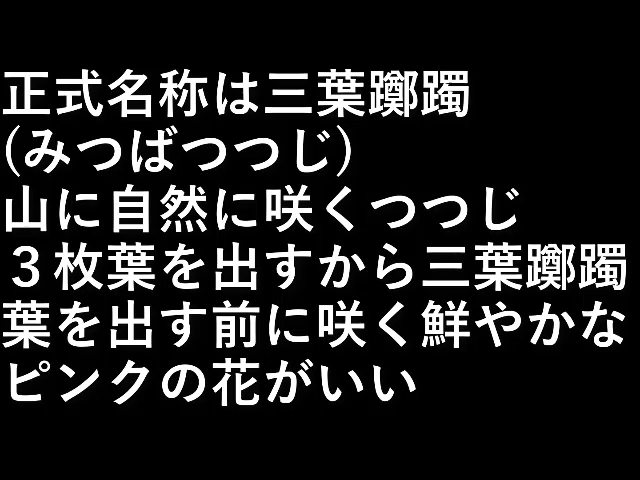 正式名称は三葉躑躅
(みつばつつじ)
山に自然に咲くつつじ
３枚葉を出すから三葉躑躅
葉を出す前に咲く鮮やかな
ピンクの花がいい